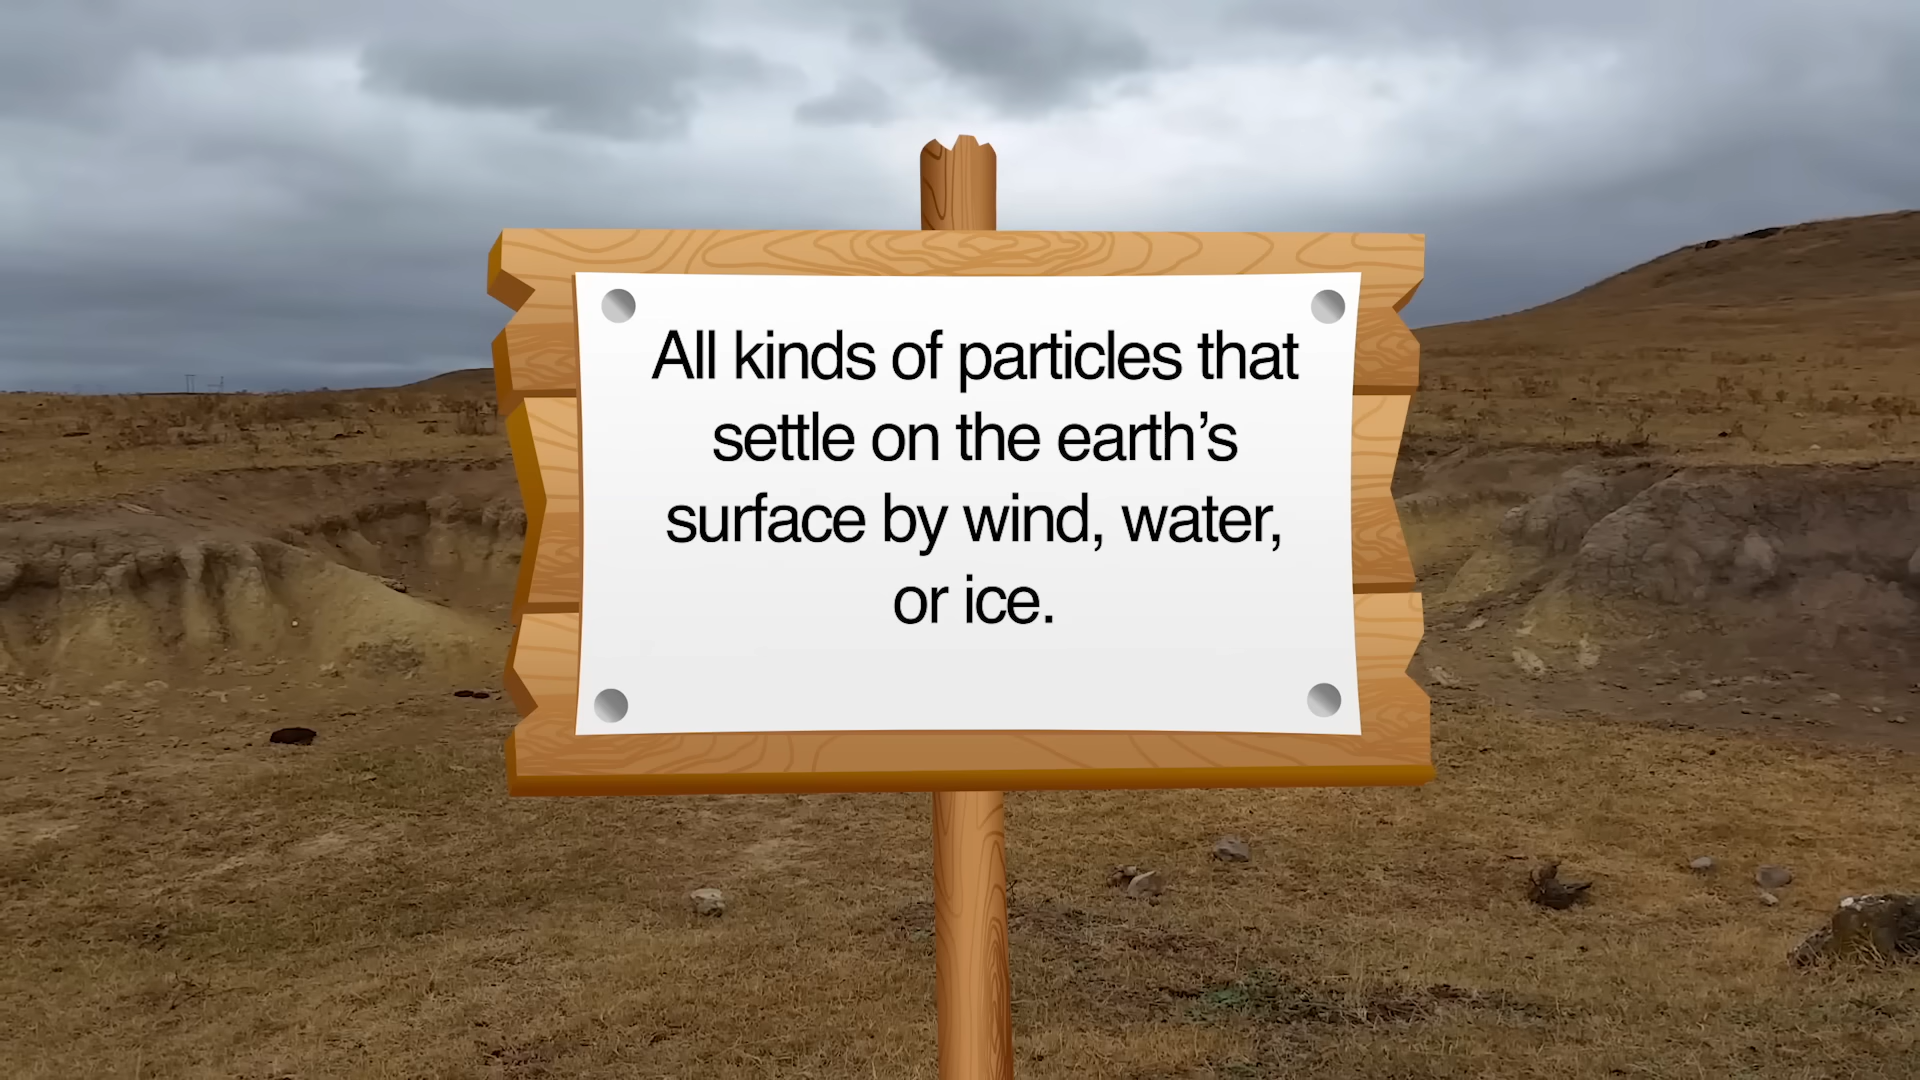 All kinds of particles that
settle on the earth’s
surface by wind, water,
or ice.